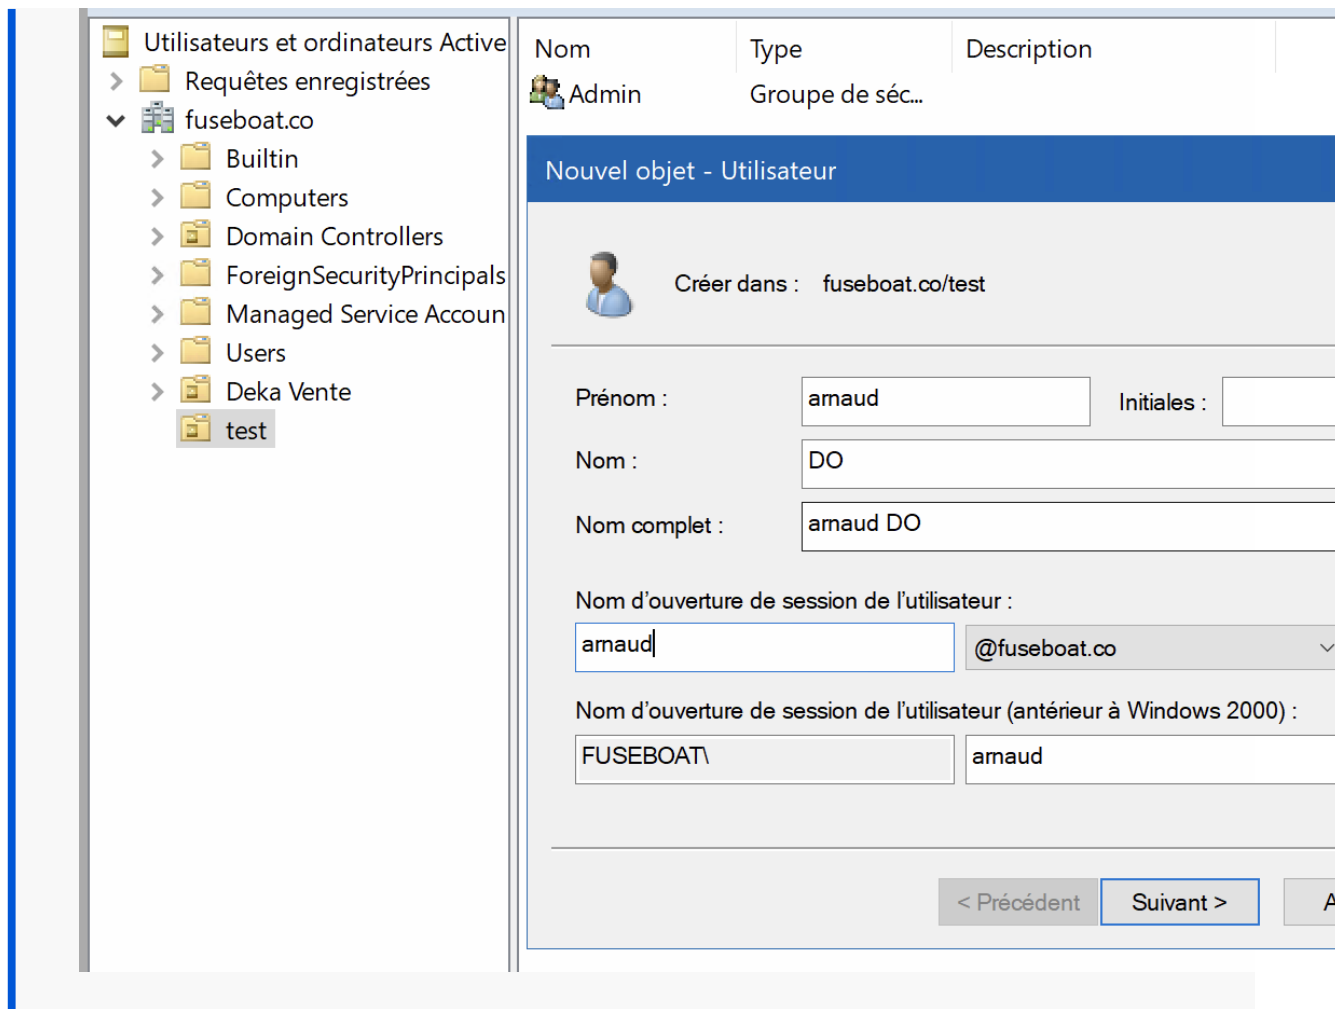 Utilisateurs et ordinateurs Active
Requêtes enregistrées
fuseboat.co
Builtin
Computers
Domain Controllers
ForeignSecurityPrincipals
Managed Service Accoun
Users
Deka Vente
test
Nom Type Description
Admin Groupe de séc...
Nouvel objet - Utilisateur
Créer dans : fuseboat.co/test
Prénom : arnaud Initiales :
Nom : DO
Nom complet : arnaud DO
Nom d'ouverture de session de l'utilisateur :
arnaud @fuseboat.co
Nom d'ouverture de session de l'utilisateur (antérieur à Windows 2000) :
FUSEBOAT\ arnaud
< Précédent Suivant > A